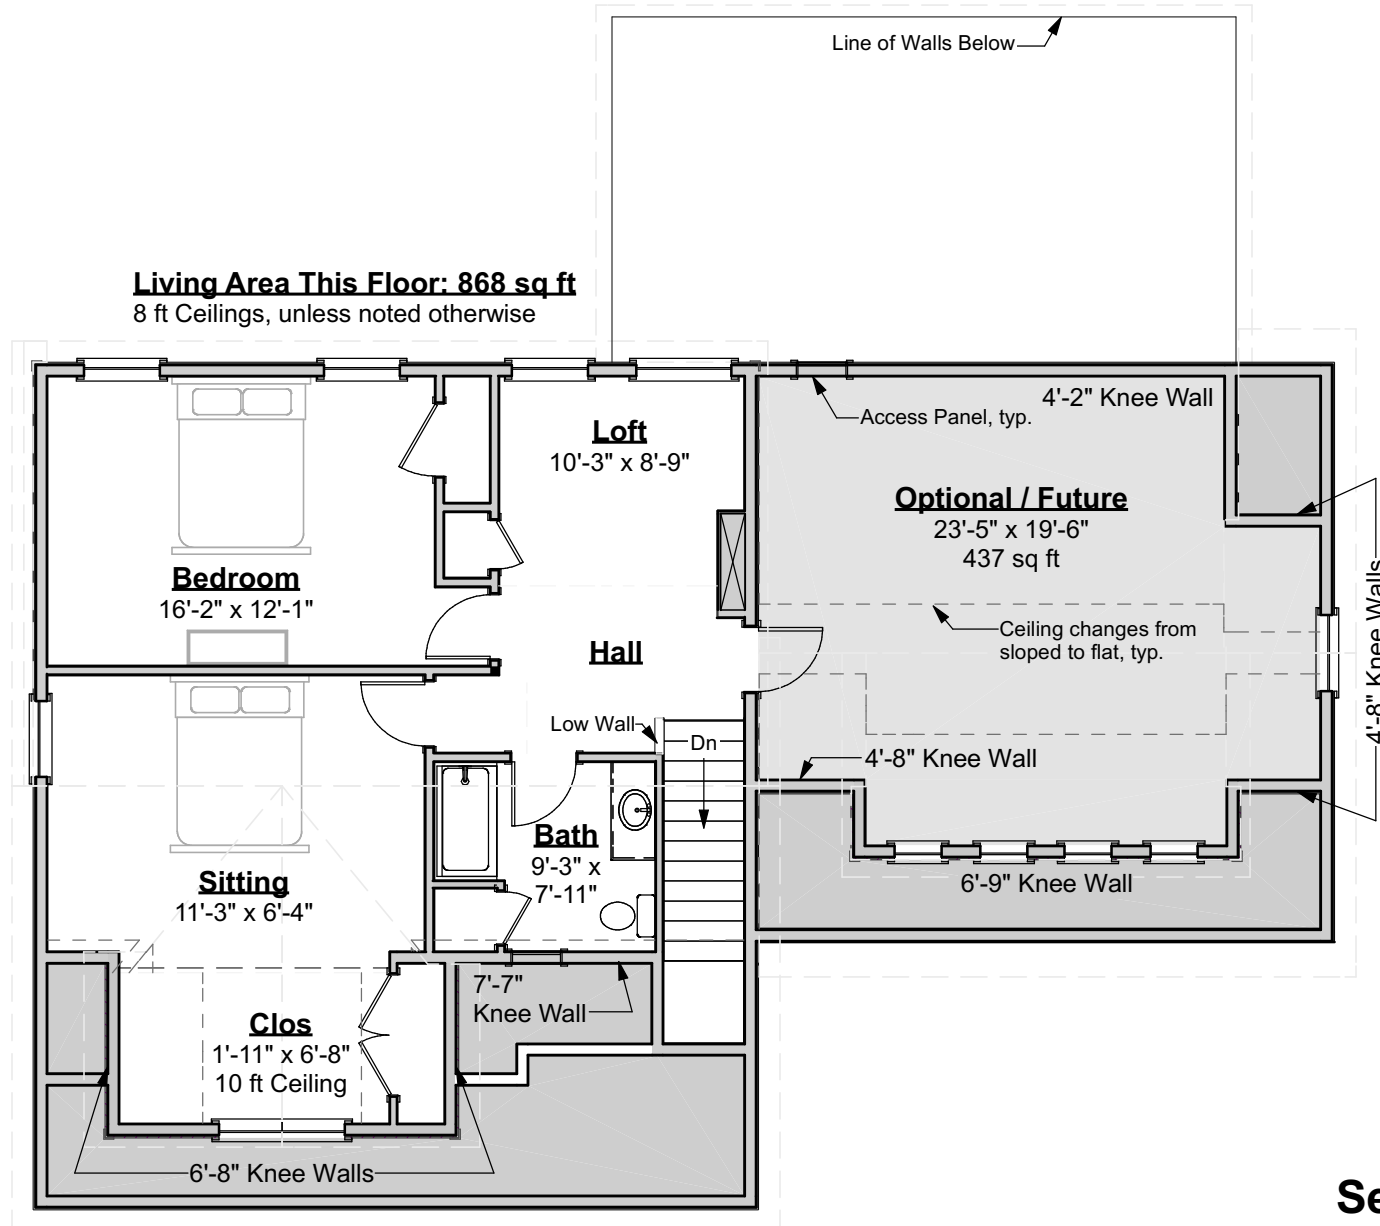 Line of Walls Below
Living Area This Floor: 868 sq ft
8 ft Ceilings, unless noted otherwise
4'-2" Knee Wall
Access Panel, typ.
Loft
10'-3" x 8'-9"
Optional / Future
23'-5" x 19'-6"
437 sq ft
Bedroom
16'-2" x 12'-1"
Ceiling changes from
sloped to flat, typ.
Hall
4'-8" Knee Walls
Low Wall
Dn
4'-8" Knee Wall
Bath
9'-3" x
7'-11"
Sitting
11'-3" x 6'-4"
6'-9" Knee Wall
7'-7"
Knee Wall
Clos
1'-11" x 6'-8"
10 ft Ceiling
6'-8" Knee Walls
Se